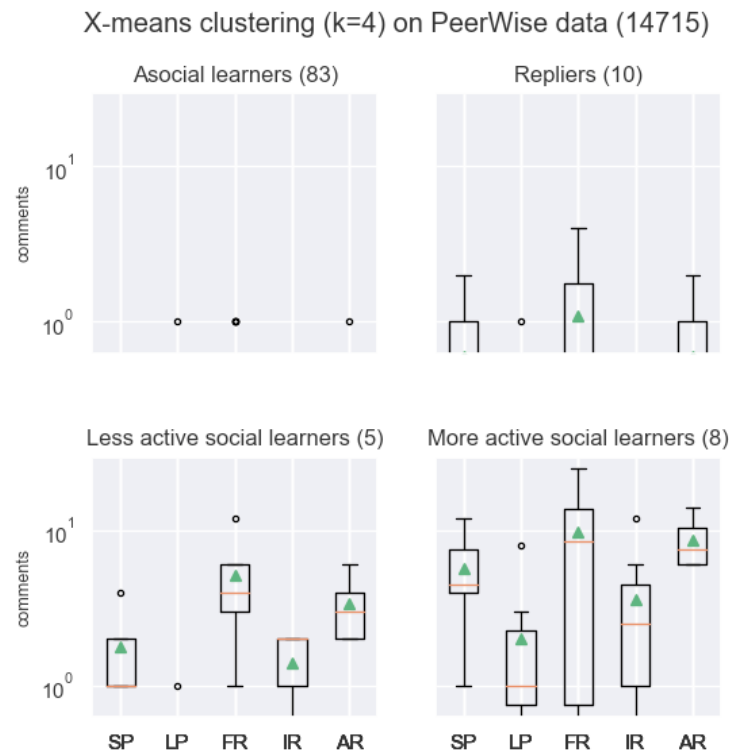 X-means clustering (k=4) on PeerWise data (14715)
Asocial learners (83)
Repliers (10)
comments
10^1
10^0
Less active social learners (5)
More active social learners (8)
comments
10^1
10^0
SP LP FR IR AR
SP LP FR IR AR